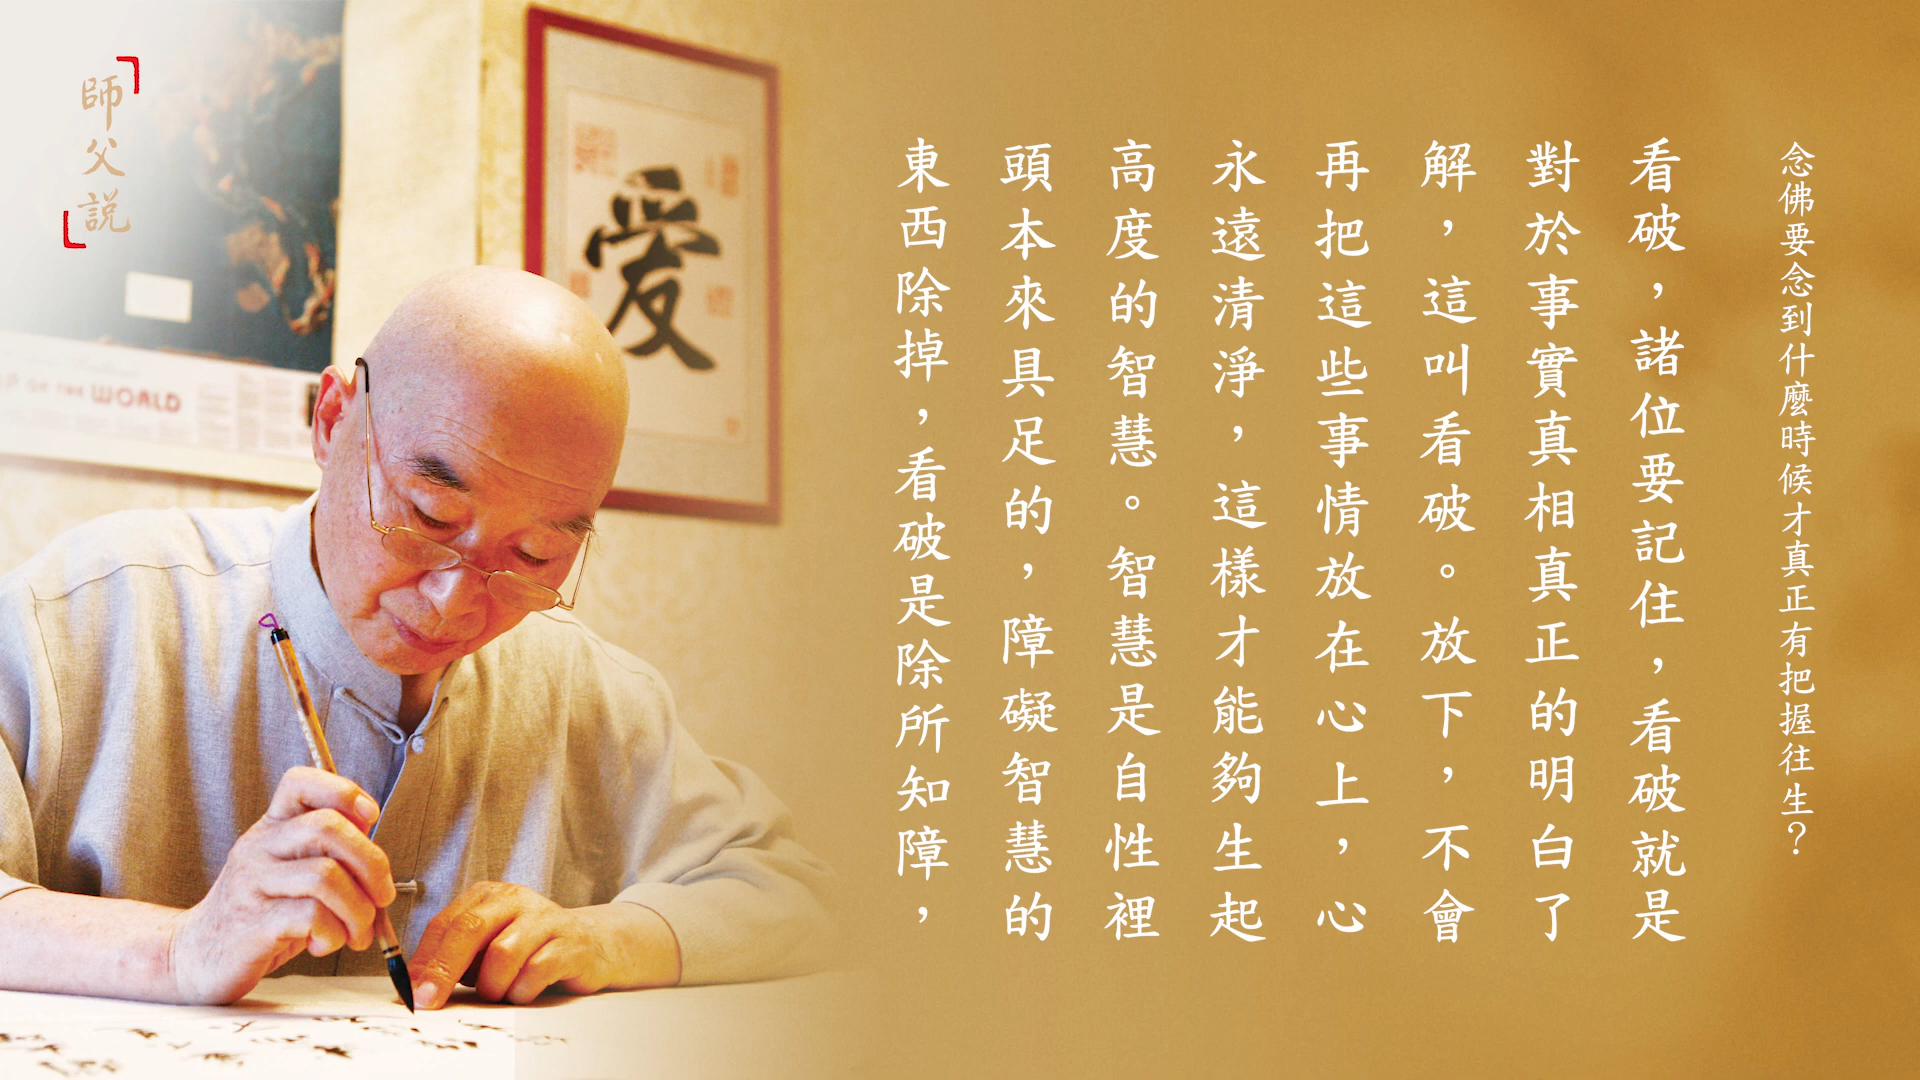 念佛要念到什麼時候才真正有把握往生？
看破，諸位要記住，看破就是
對於事實真相真正的明白了
解，這叫看破。放下，不會
再把這些事情放在心上，心
永遠清淨，這樣才能夠生起
高度的智慧。智慧是自性裡
頭本來具足的，障礙智慧的
東西除掉，看破是除所知障，
愛
師父說
P OF THE WORLD